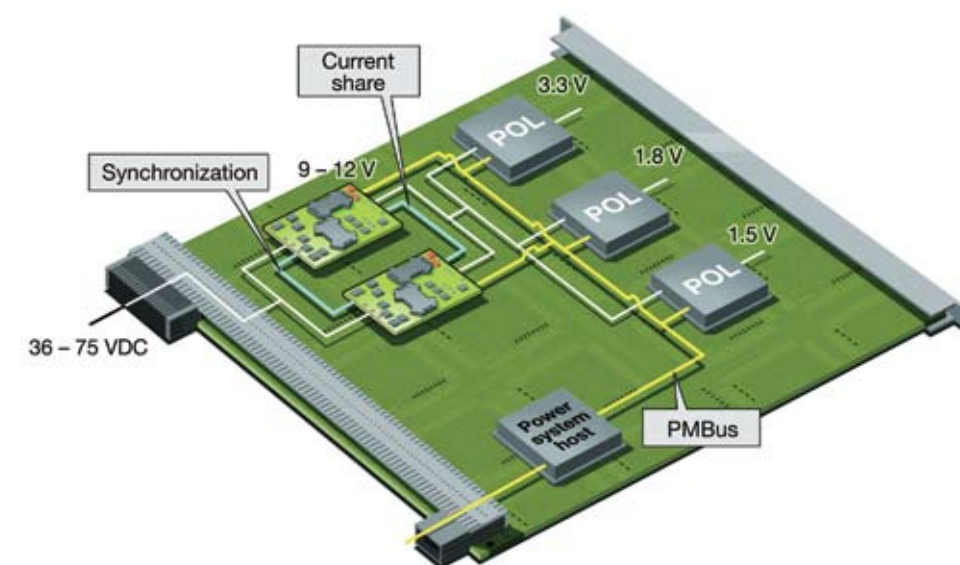 Current
share
3.3 V
POL
Synchronization
9 – 12 V
1.8 V
POL
1.5 V
POL
36 – 75 VDC
Power
system
host
PMBus